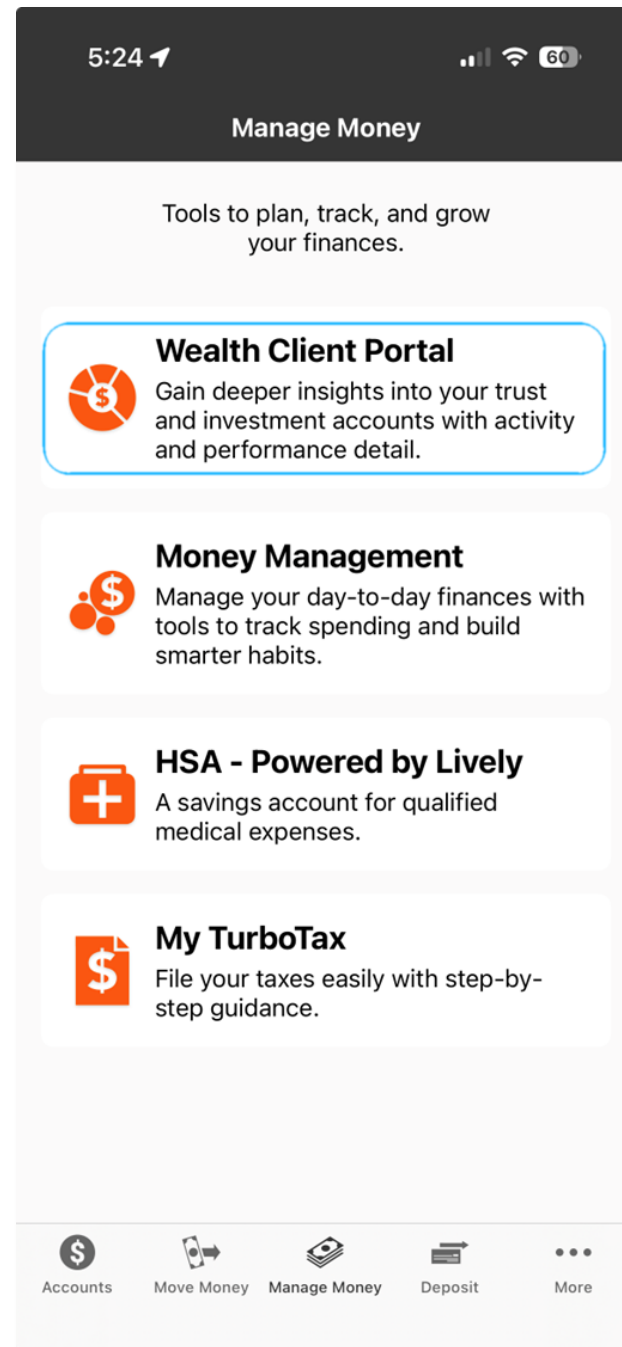 5:24
60
Manage Money
Tools to plan, track, and grow
your finances.
$
Wealth Client Portal
Gain deeper insights into your trust
and investment accounts with activity
and performance detail.
$
Money Management
Manage your day-to-day finances with
tools to track spending and build
smarter habits.
HSA - Powered by Lively
A savings account for qualified
medical expenses.
$
My TurboTax
File your taxes easily with step-by-
step guidance.
$
Accounts
Move Money
Manage Money
Deposit
More